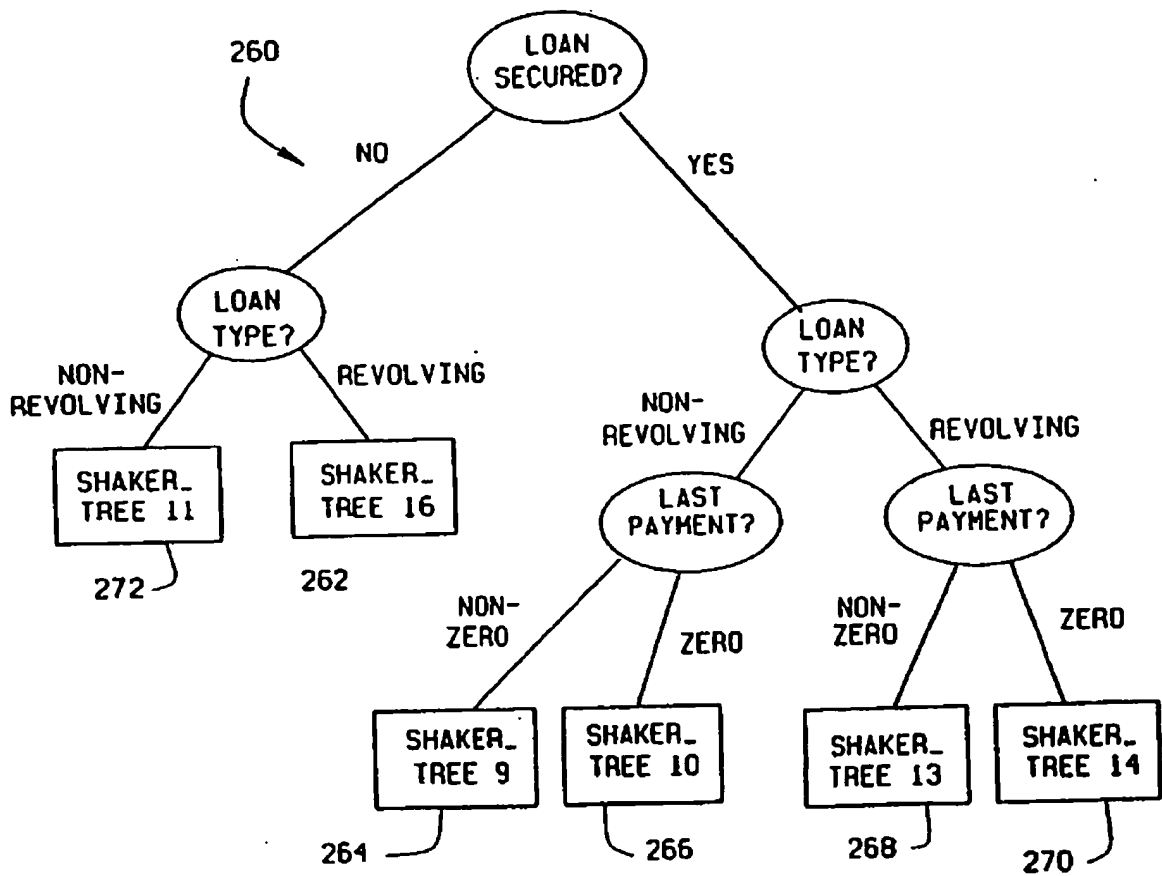 LOAN
SECURED?
260
NO
YES
LOAN
TYPE?
LOAN
TYPE?
NON-
REVOLVING
REVOLVING
NON-
REVOLVING
REVOLVING
SHAKER_
TREE 11
SHAKER_
TREE 16
LAST
PAYMENT?
LAST
PAYMENT?
272
262
NON-
ZERO
ZERO
NON-
ZERO
ZERO
SHAKER_
TREE 9
SHAKER_
TREE 10
SHAKER_
TREE 13
SHAKER_
TREE 14
264
266
268
270